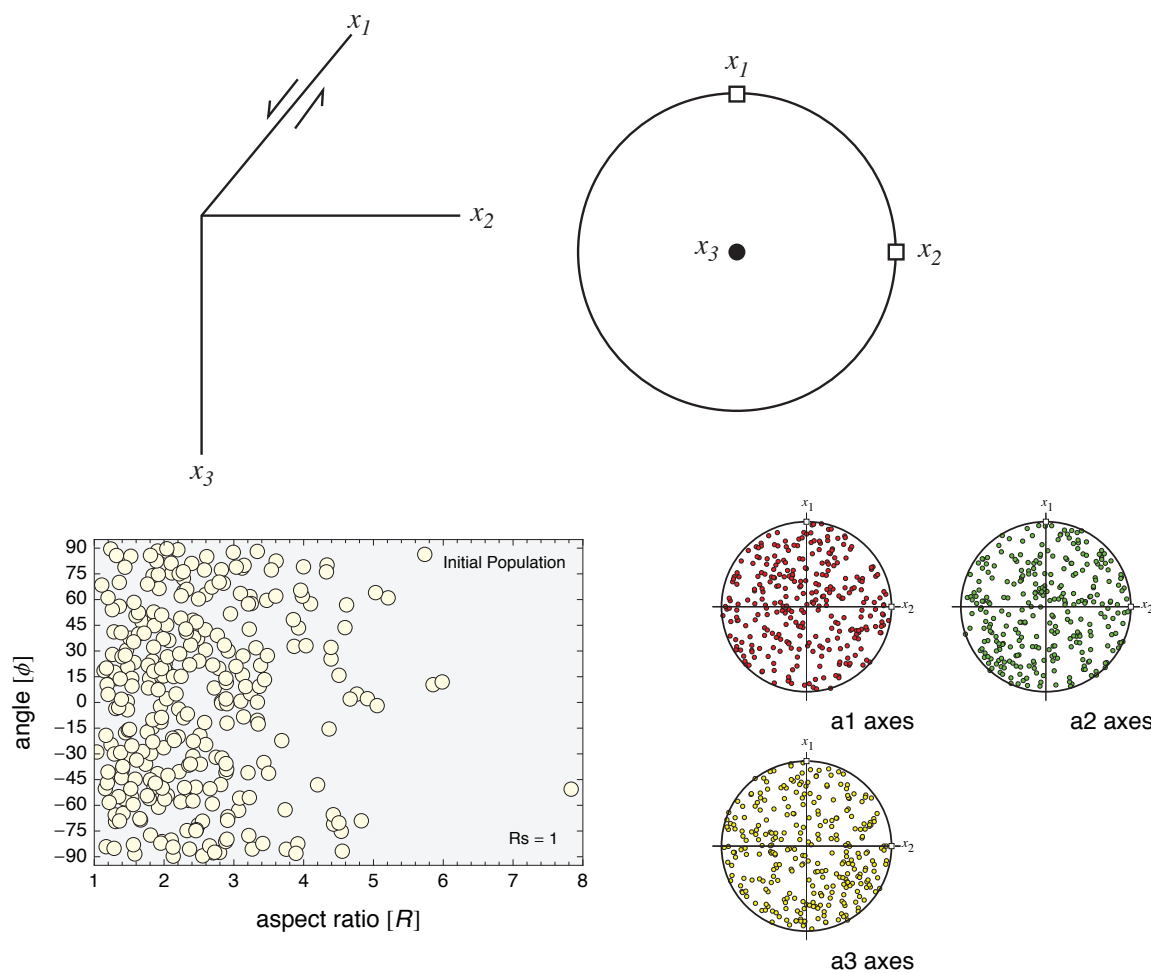 x1
x2
x3
x1
x3
x2
90
75
60
45
30
15
0
−15
−30
−45
−60
−75
−90
angle [ϕ]
Initial Population
Rs = 1
1 2 3 4 5 6 7 8
aspect ratio [R]
x1
x2
a1 axes
x1
x2
a2 axes
x1
x2
a3 axes